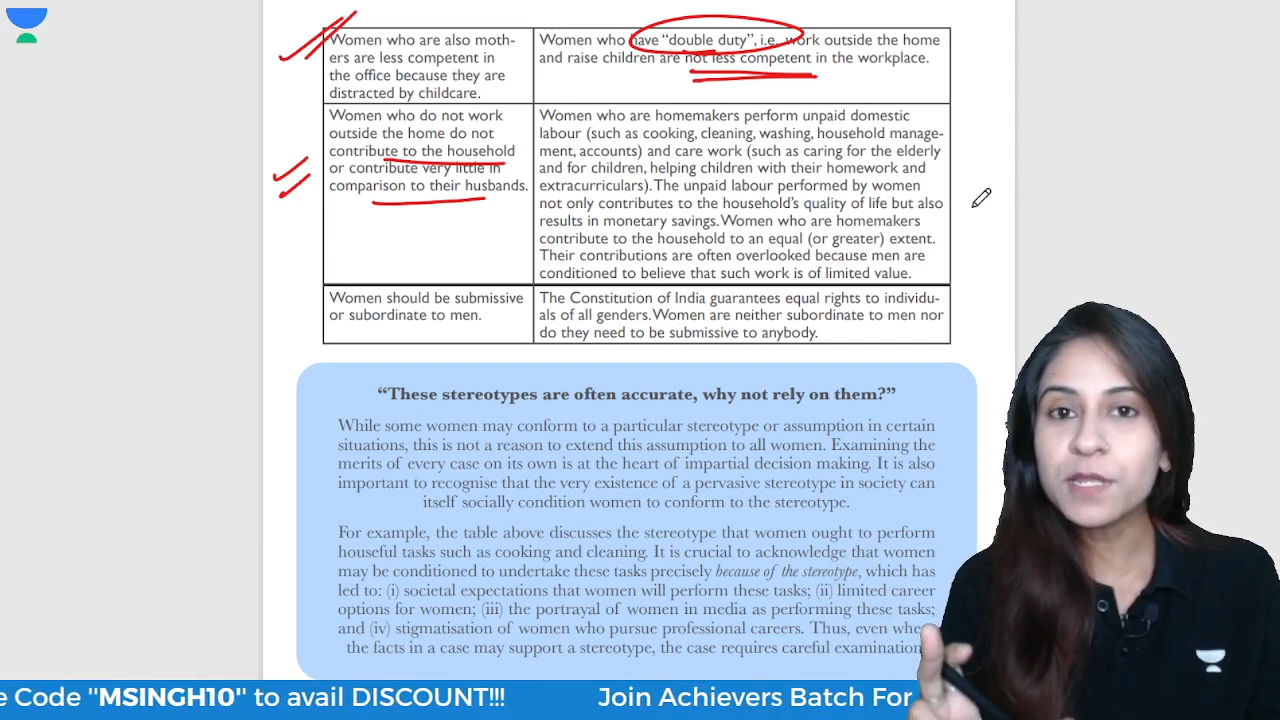 Women who are also moth-
ers are less competent in
the office because they are
distracted by childcare.
Women who have “double duty”, i.e., work outside the home
and raise children are not less competent in the workplace.
Women who do not work
outside the home do not
contribute to the household
or contribute very little in
comparison to their husbands.
Women who are homemakers perform unpaid domestic
labour (such as cooking, cleaning, washing, household manage-
ment, accounts) and care work (such as caring for the elderly
and for children, helping children with their homework and
extracurriculars). The unpaid labour performed by women
not only contributes to the household’s quality of life but also
results in monetary savings. Women who are homemakers
contribute to the household to an equal (or greater) extent.
Their contributions are often overlooked because men are
conditioned to believe that such work is of limited value.
Women should be submissive
or subordinate to men.
The Constitution of India guarantees equal rights to individu-
als of all genders. Women are neither subordinate to men nor
do they need to be submissive to anybody.
“These stereotypes are often accurate, why not rely on them?”
While some women may conform to a particular stereotype or assumption in certain
situations, this is not a reason to extend this assumption to all women. Examining the
merits of every case on its own is at the heart of impartial decision making. It is also
important to recognise that the very existence of a pervasive stereotype in society can
itself socially condition women to conform to the stereotype.
For example, the table above discusses the stereotype that women ought to perform
houseful tasks such as cooking and cleaning. It is crucial to acknowledge that women
may be conditioned to undertake these tasks precisely because of the stereotype, which has
led to: (i) societal expectations that women will perform these tasks; (ii) limited career
options for women; (iii) the portrayal of women in media as performing these tasks;
and (iv) stigmatisation of women who pursue professional careers. Thus, even
the facts in a case may support a stereotype, the case requires careful examination
e Code "MSINGH10" to avail DISCOUNT!!! Join Achievers Batch For